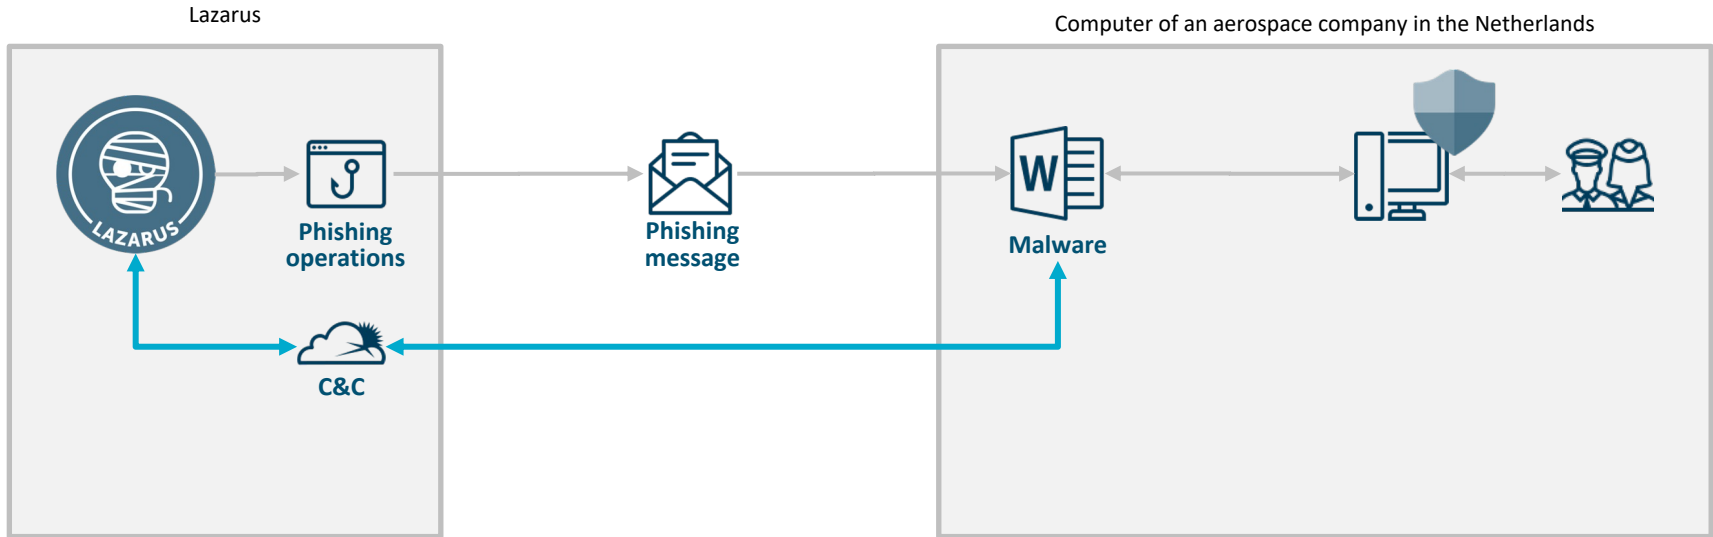 Lazarus
Computer of an aerospace company in the Netherlands
LAZARUS
W
Phishing
operations
Phishing
message
Malware
C&C